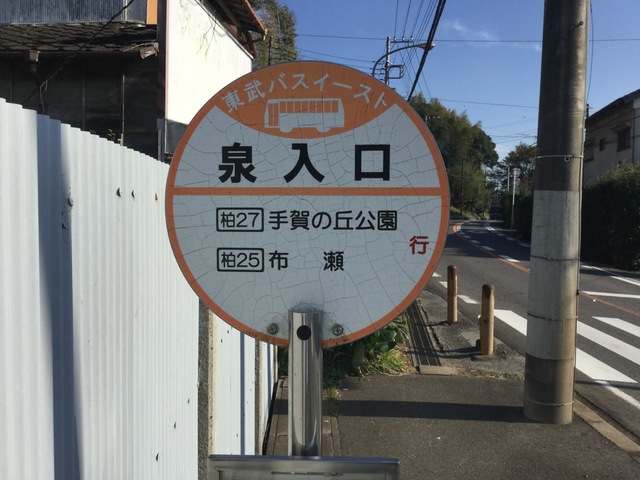 東武バスイースト
泉入口
柏27 手賀の丘公園
柏25 布瀬
行